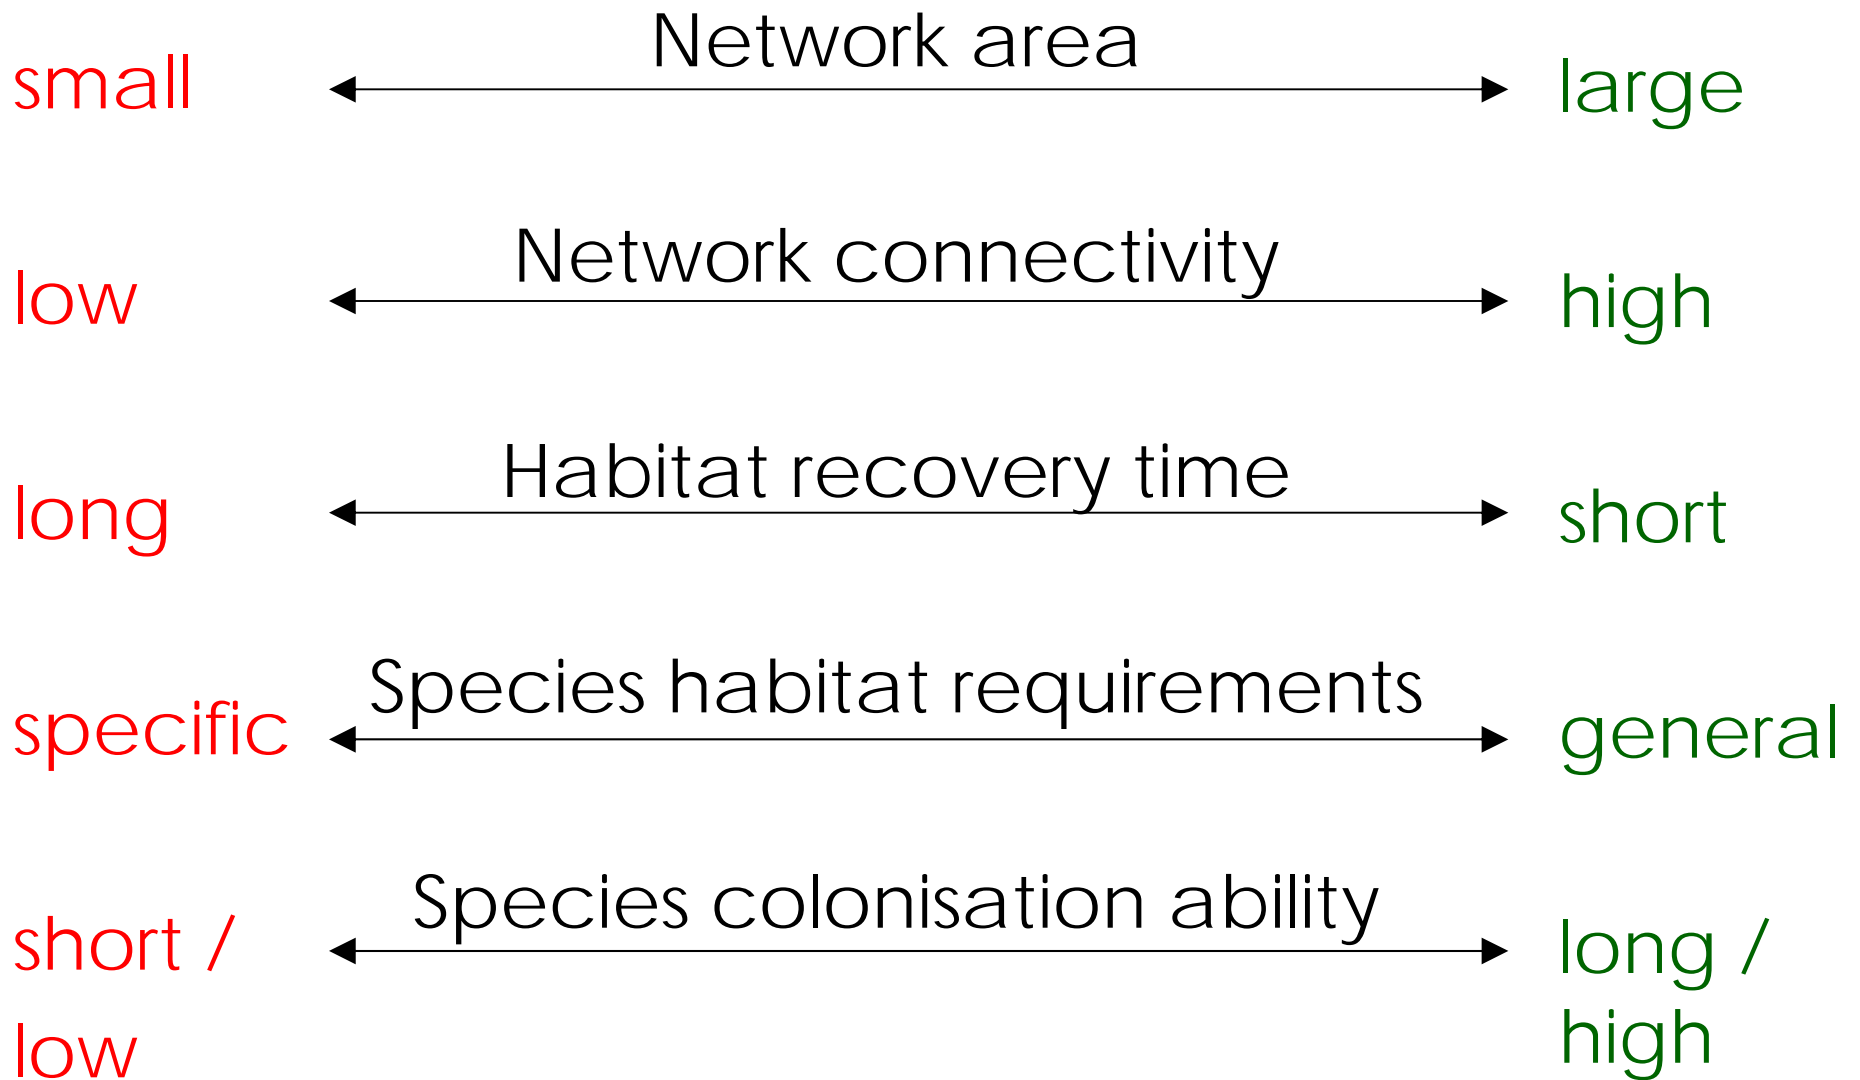 Network area
small large
Network connectivity
low high
Habitat recovery time
long short
Species habitat requirements
specific general
Species colonisation ability
short / long /
low high